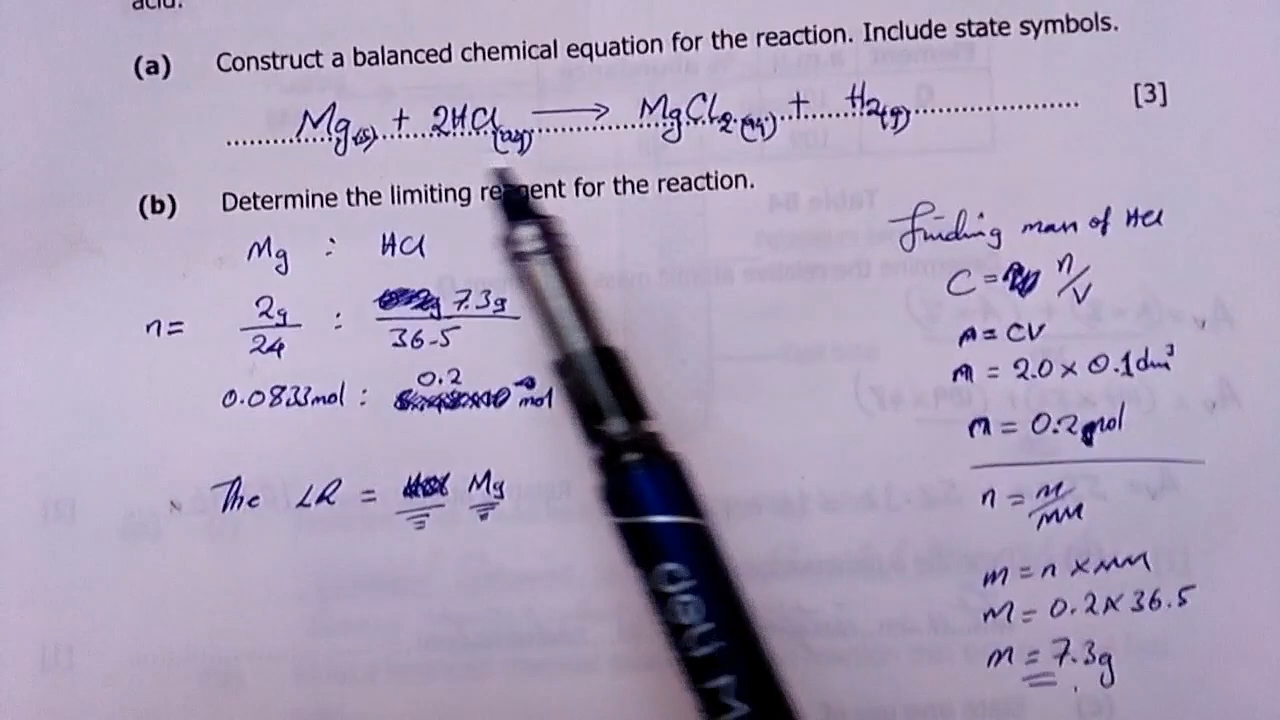 acid.
(a) Construct a balanced chemical equation for the reaction. Include state symbols.
Mg(s) + 2HCl(aq) ⟶ MgCl2(aq) + H2(g) [3]
(b) Determine the limiting reagent for the reaction.
Mg : HCl
n= 2g/24 : 7.3g/36-5
0.0833mol : 0.2 mol
The LR = Mg
finding mass of HCl
C = n/V
n = CV
n = 2.0 × 0.1dm³
n = 0.2mol
n = m/MM
m = n × MM
m = 0.2 × 36.5
m = 7.3g
deli